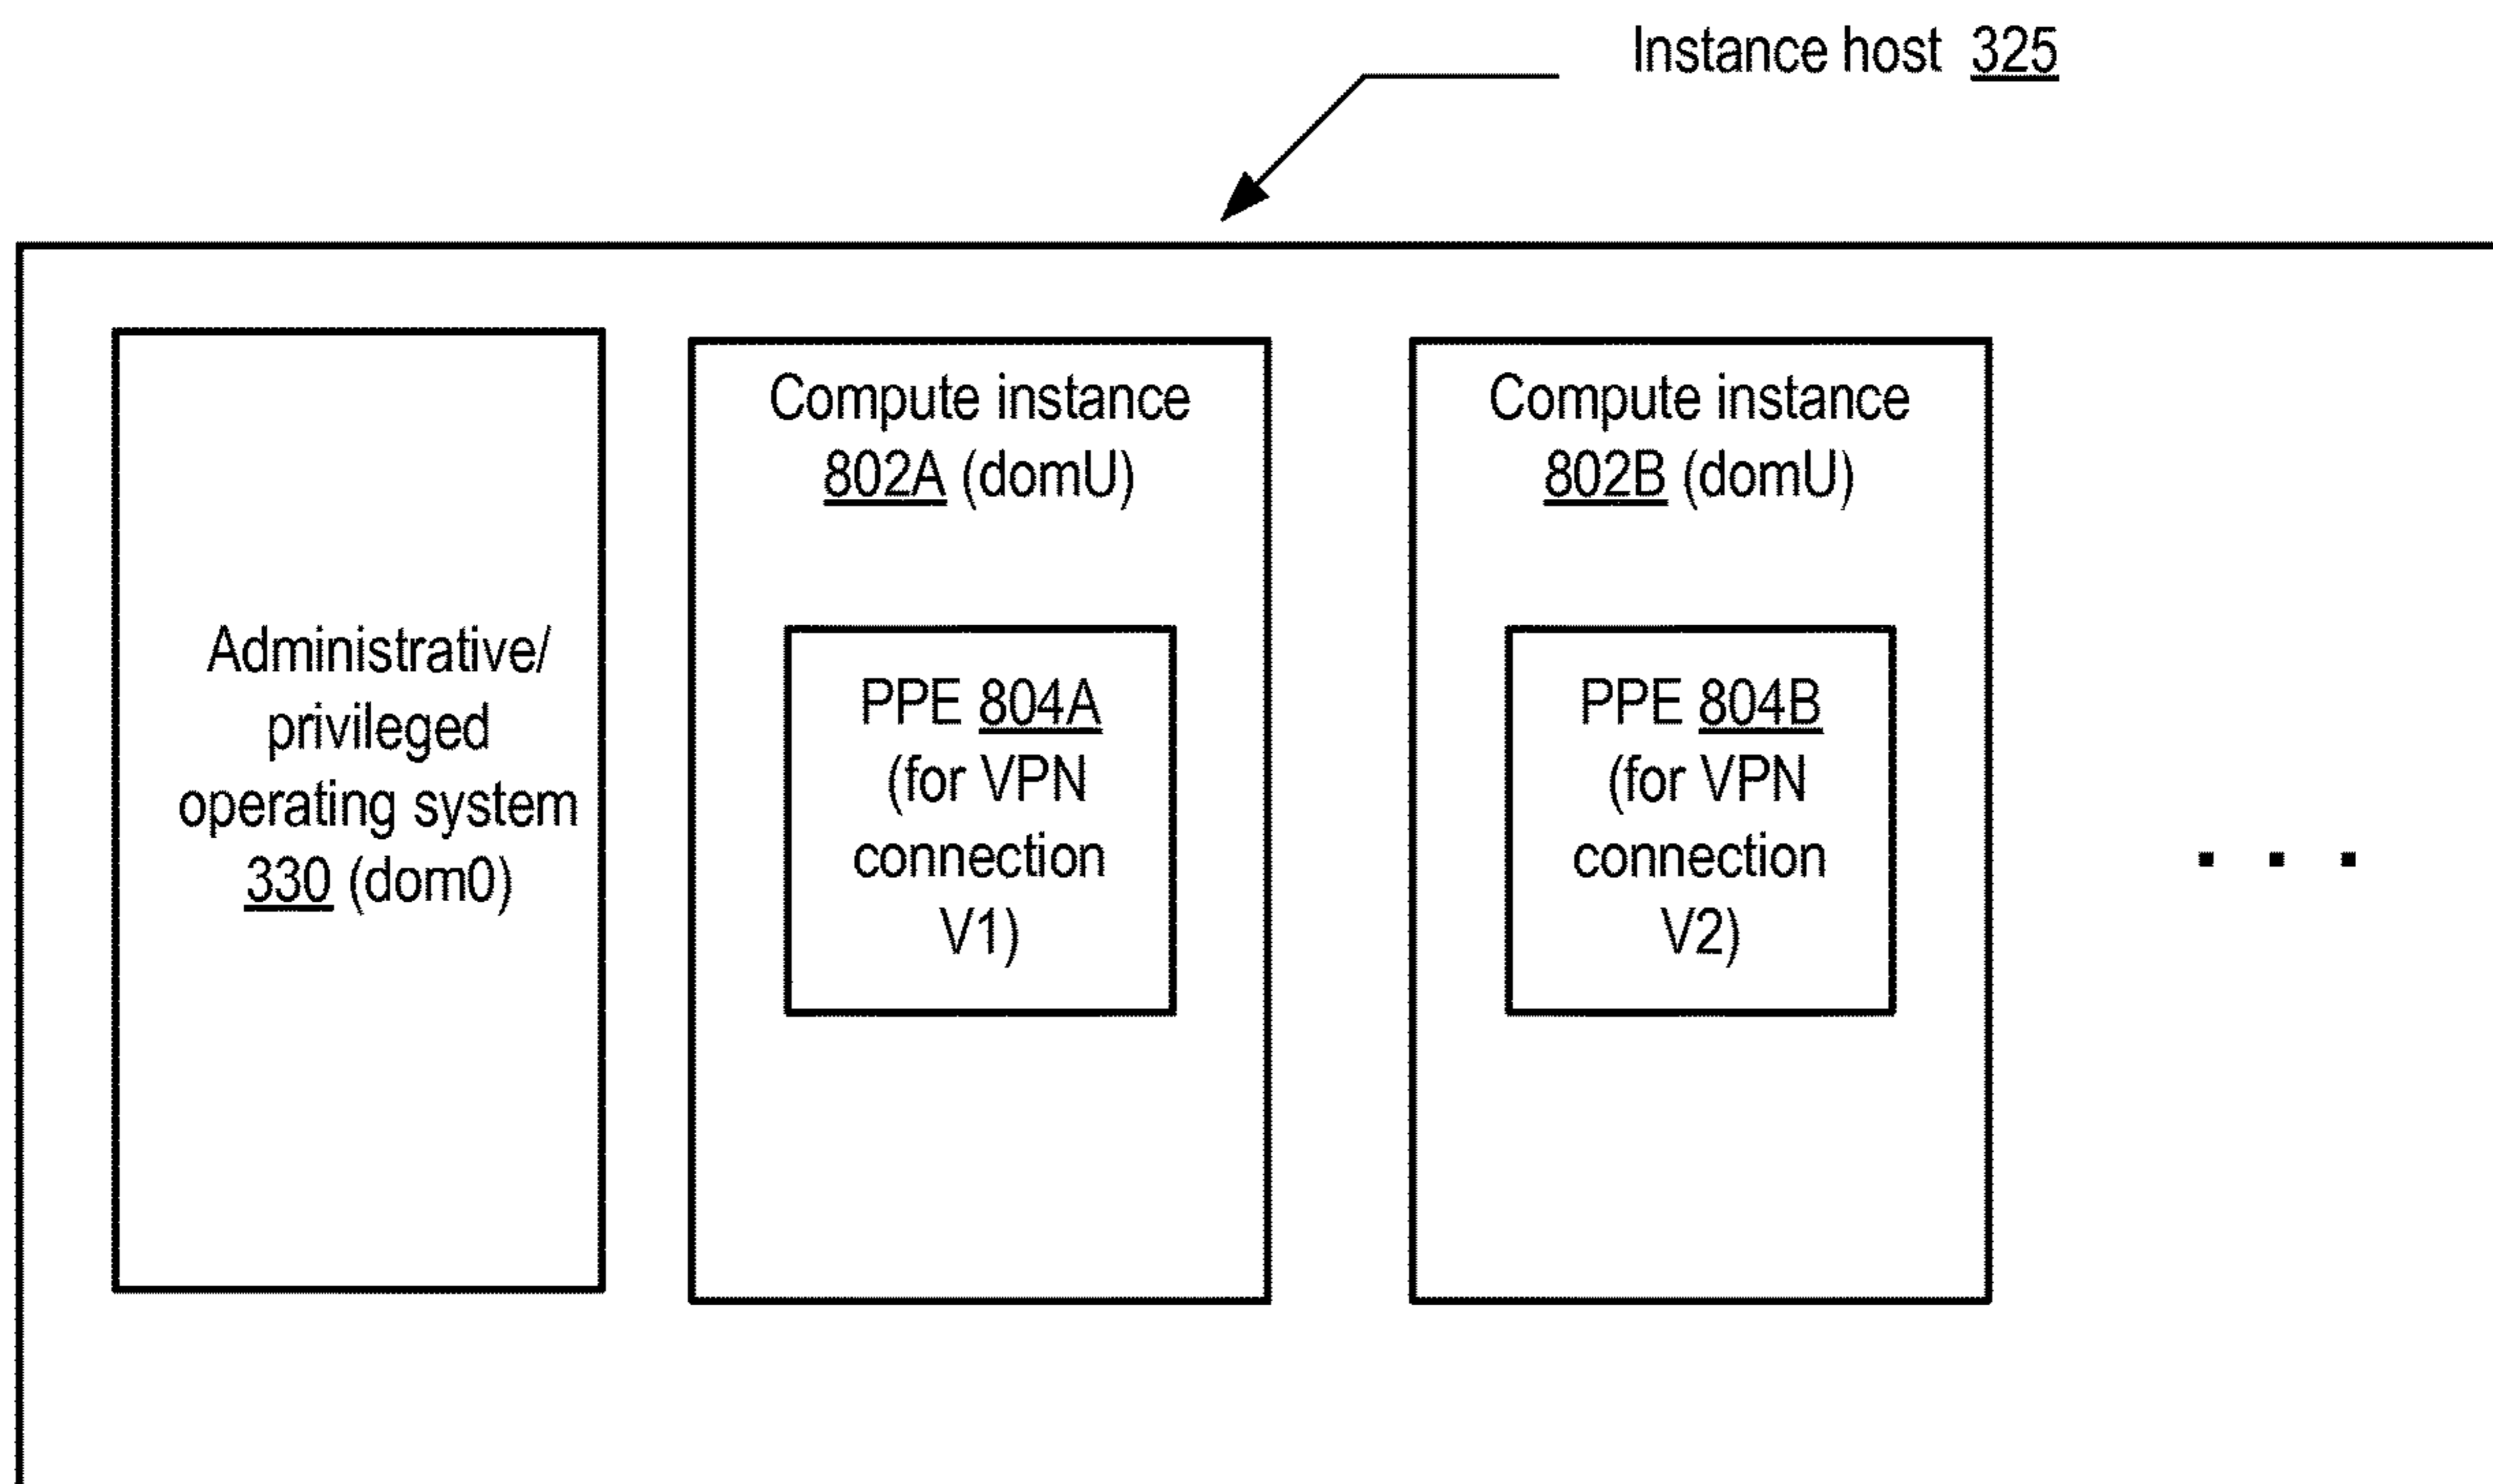 Instance host 325
Administrative/
privileged
operating system
330 (dom0)
Compute instance
802A (domU)
PPE 804A
(for VPN
connection
V1)
Compute instance
802B (domU)
PPE 804B
(for VPN
connection
V2)
. . .